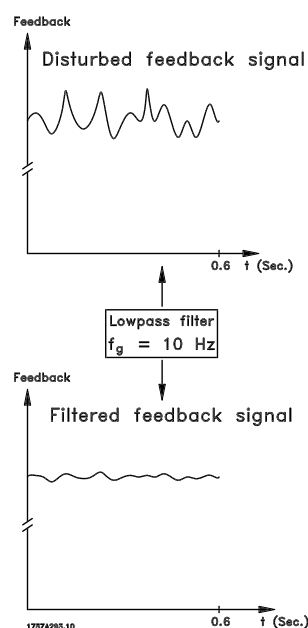 Feedback
Disturbed feedback signal
0.6 t (Sec.)
Lowpass filter
fg = 10 Hz
Feedback
Filtered feedback signal
0.6 t (Sec.)
175ZA293.10